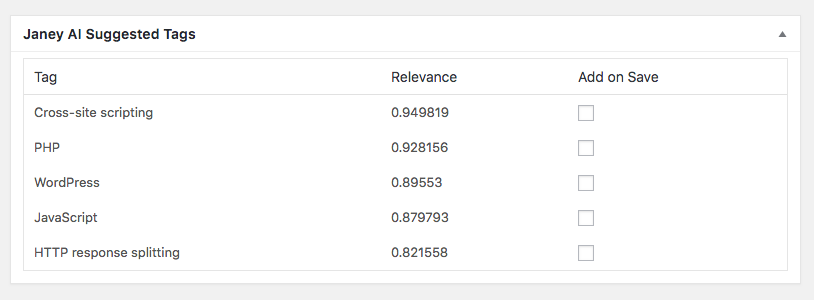 Janey AI Suggested Tags
Tag Relevance Add on Save
Cross-site scripting 0.949819
PHP 0.928156
WordPress 0.89553
JavaScript 0.879793
HTTP response splitting 0.821558